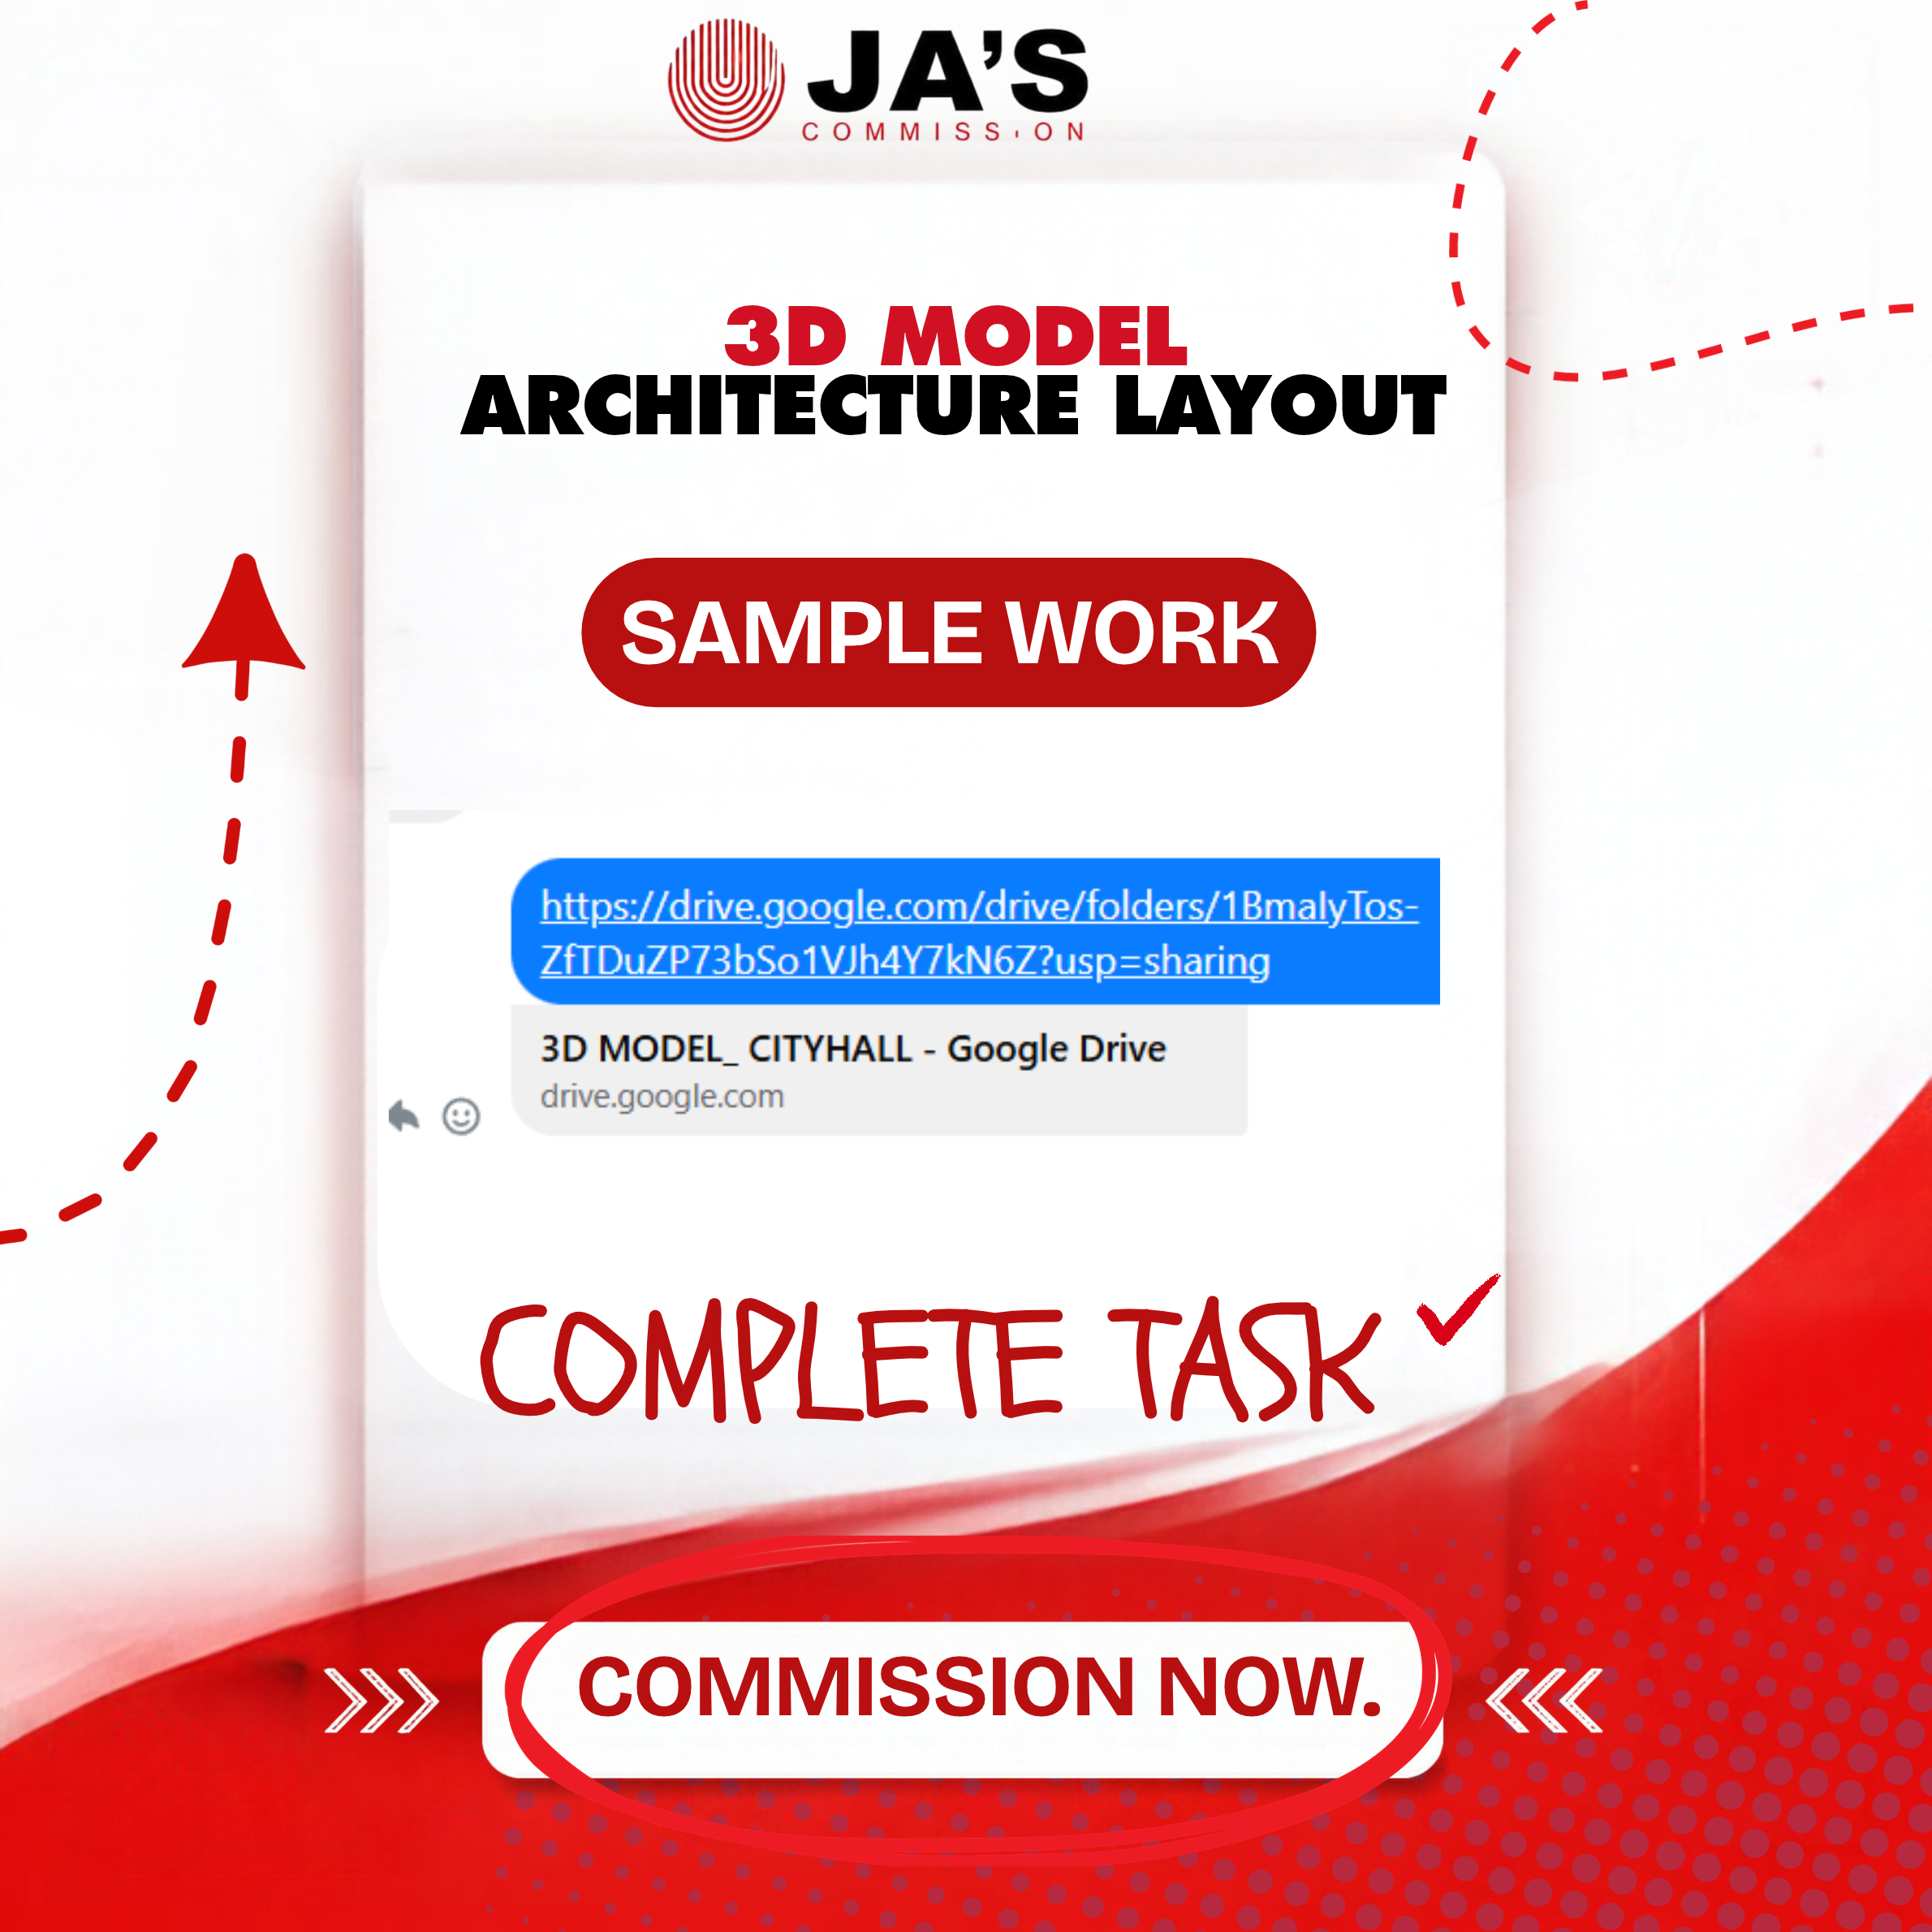 JA'S
COMMISSION
3D MODEL
ARCHITECTURE LAYOUT
SAMPLE WORK
https://drive.google.com/drive/folders/1BmalyTos-
ZfTDuZP73bSo1VJh4Y7kN6Z?usp=sharing
3D MODEL_ CITYHALL - Google Drive
drive.google.com
COMPLETE TASK
COMMISSION NOW.